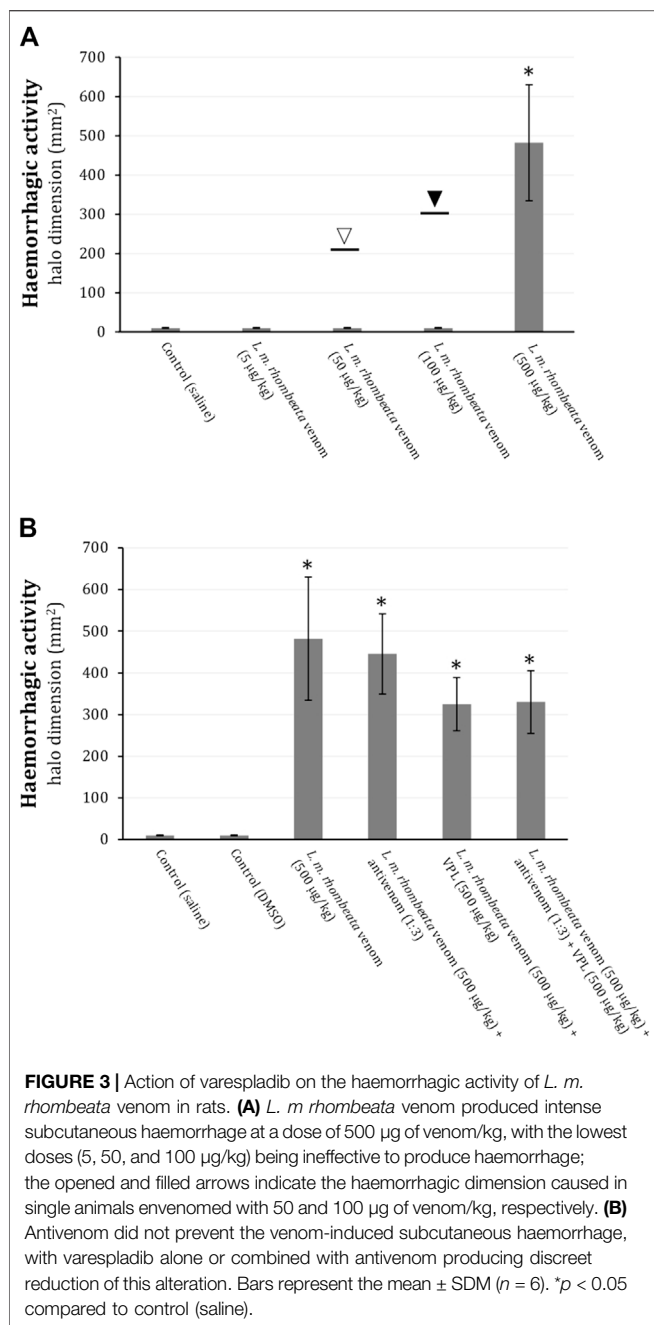 A
Haemorrhagic activity
halo dimension (mm²)
700
600
500
400
300
200
100
0
*
Control (saline)
L. m. rhombeata venom
(5 µg/kg)
L. m. rhombeata venom
(50 µg/kg)
L. m. rhombeata venom
(100 µg/kg)
L. m. rhombeata venom
(500 µg/kg)
B
Haemorrhagic activity
halo dimension (mm²)
700
600
500
400
300
200
100
0
*
*
*
*
Control (saline)
Control (DMSO)
L. m. rhombeata venom
(500 µg/kg)
L. m. rhombeata venom (500 µg/kg) +
antivenom (1:3)
L. m. rhombeata venom (500 µg/kg) +
VPL (500 µg/kg)
L. m. rhombeata venom (500 µg/kg) +
antivenom (1:3) + VPL (500 µg/kg)
FIGURE 3 | Action of varespladib on the haemorrhagic activity of L. m.
rhombeata venom in rats. (A) L. m rhombeata venom produced intense
subcutaneous haemorrhage at a dose of 500 µg of venom/kg, with the lowest
doses (5, 50, and 100 µg/kg) being ineffective to produce haemorrhage;
the opened and filled arrows indicate the haemorrhagic dimension caused in
single animals envenomed with 50 and 100 µg of venom/kg, respectively. (B)
Antivenom did not prevent the venom-induced subcutaneous haemorrhage,
with varespladib alone or combined with antivenom producing discreet
reduction of this alteration. Bars represent the mean ± SDM (n = 6). *p < 0.05
compared to control (saline).